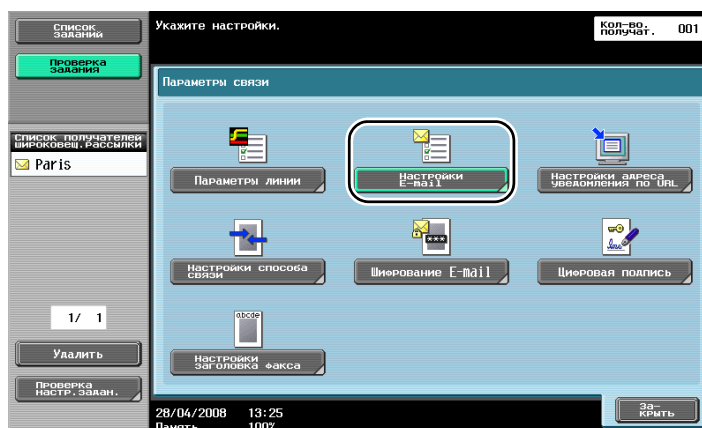 Список
заданий
Укажите настройки.
Кол-во.
получат.
001
Проверка
задания
Параметры связи
Список получателей
широковещ.рассылки
Paris
Параметры линии
Настройки
E-mail
Настройки адреса
уведомления по URL
Настройки способа
связи
Шифрование E-mail
Цифровая подпись
abcde
1/ 1
Удалить
Настройки
заголовка факса
Проверка
настр.задан.
28/04/2008 13:25
Память 100%
За-
крыть